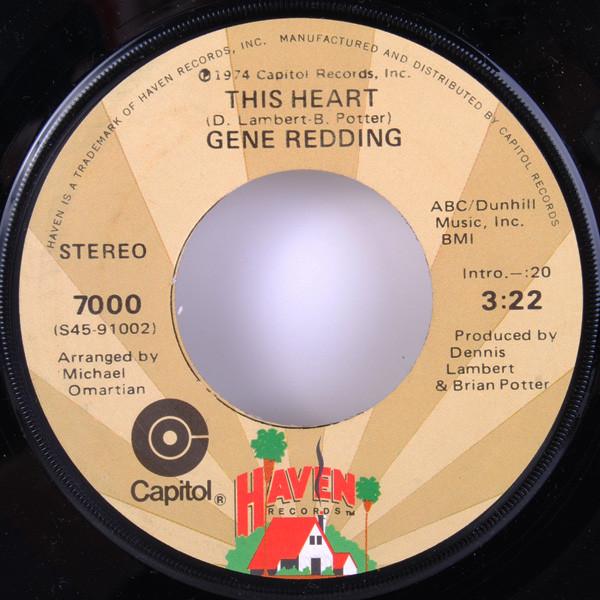 HAVEN IS A TRADEMARK OF HAVEN RECORDS, INC. MANUFACTURED AND DISTRIBUTED BY CAPITOL RECORDS
℗1974 Capitol Records, Inc.
THIS HEART
(D. Lambert-B. Potter)
GENE REDDING
STEREO
7000
(S45-91002)
Arranged by
Michael
Omartian
ABC/Dunhill
Music, Inc.
BMI
Intro.—:20
3:22
Produced by
Dennis
Lambert
& Brian Potter
Capitol®
HAVEN
RECORDS™